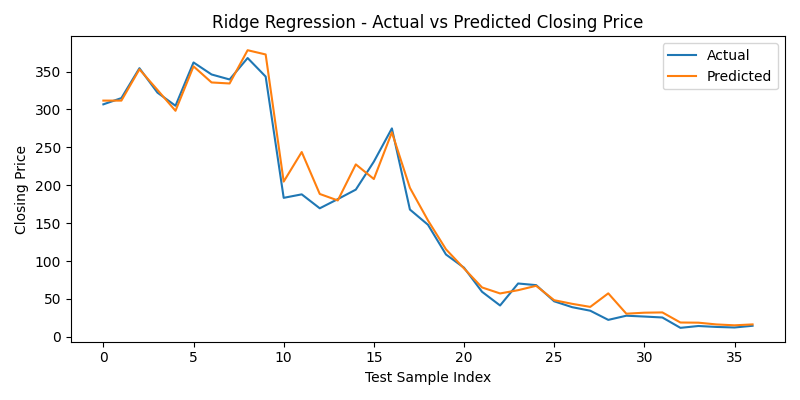 Ridge Regression - Actual vs Predicted Closing Price
Actual
Predicted
Closing Price
350
300
250
200
150
100
50
0
0 5 10 15 20 25 30 35
Test Sample Index